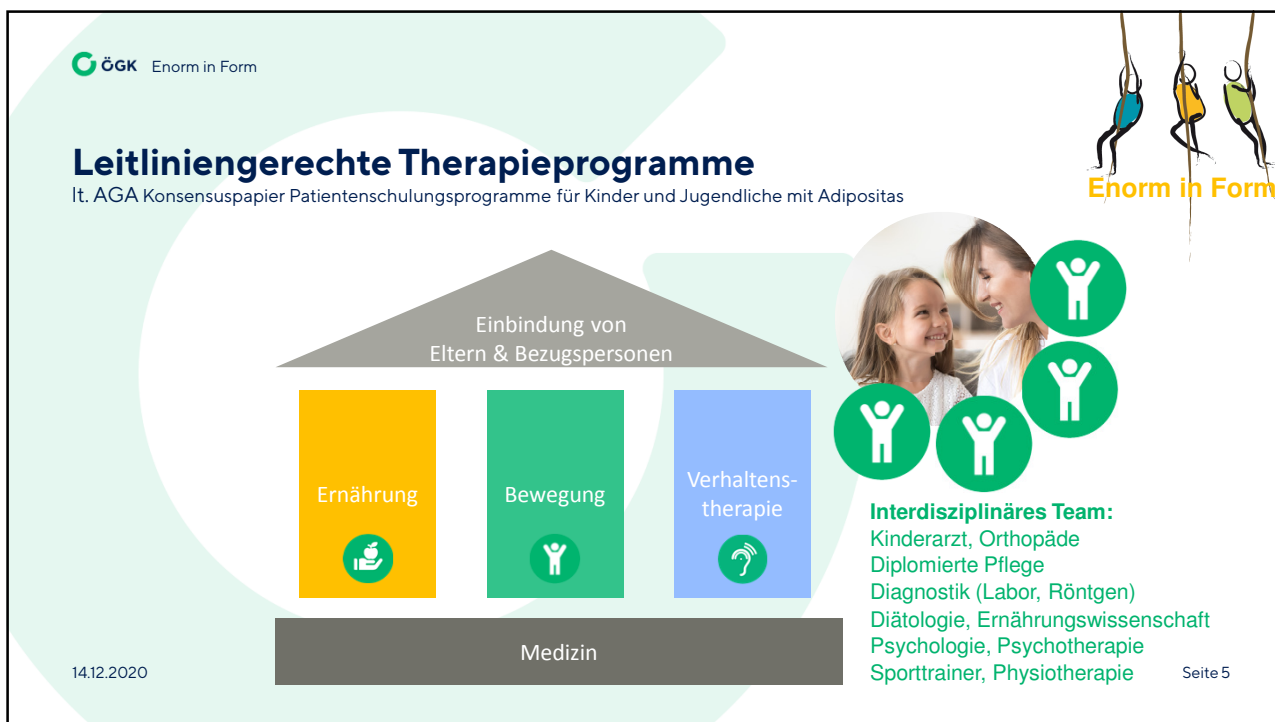 ÖGK Enorm in Form
Enorm in Form
Leitliniengerechte Therapieprogramme
lt. AGA Konsensuspapier Patientenschulungsprogramme für Kinder und Jugendliche mit Adipositas
Einbindung von
Eltern & Bezugspersonen
Ernährung
Bewegung
Verhaltens-
therapie
Medizin
Interdisziplinäres Team:
Kinderarzt, Orthopäde
Diplomierte Pflege
Diagnostik (Labor, Röntgen)
Diätologie, Ernährungswissenschaft
Psychologie, Psychotherapie
Sporttrainer, Physiotherapie
14.12.2020
Seite 5